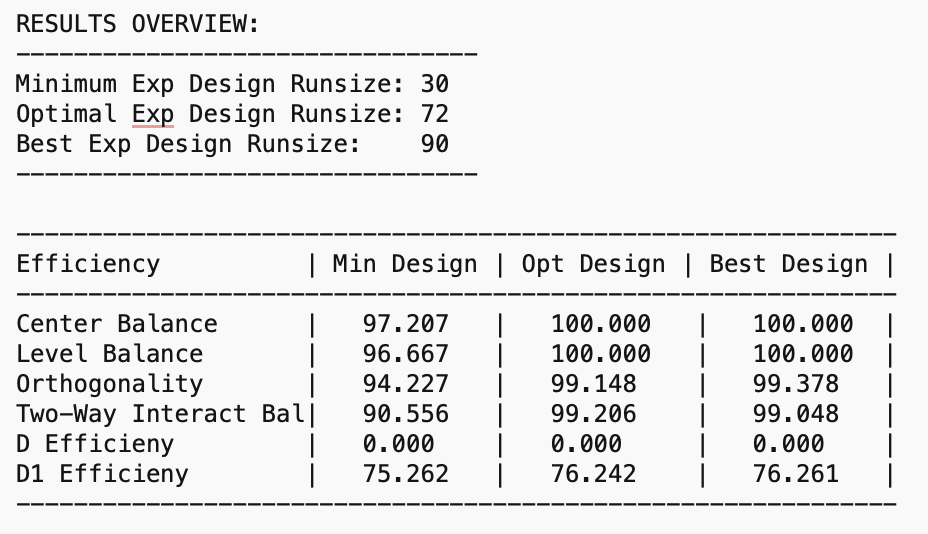 RESULTS OVERVIEW:
--------------------------------
Minimum Exp Design Runsize: 30
Optimal Exp Design Runsize: 72
Best Exp Design Runsize:    90
--------------------------------
-------------------------------------------------------------
Efficiency          | Min Design | Opt Design | Best Design |
-------------------------------------------------------------
Center Balance      |   97.207   |   100.000   |   100.000  |
Level Balance       |   96.667   |   100.000   |   100.000  |
Orthogonality       |   94.227   |   99.148    |   99.378   |
Two-Way Interact Bal|   90.556   |   99.206    |   99.048   |
D Efficieny         |   0.000    |   0.000     |   0.000    |
D1 Efficieny        |   75.262   |   76.242    |   76.261   |
-------------------------------------------------------------